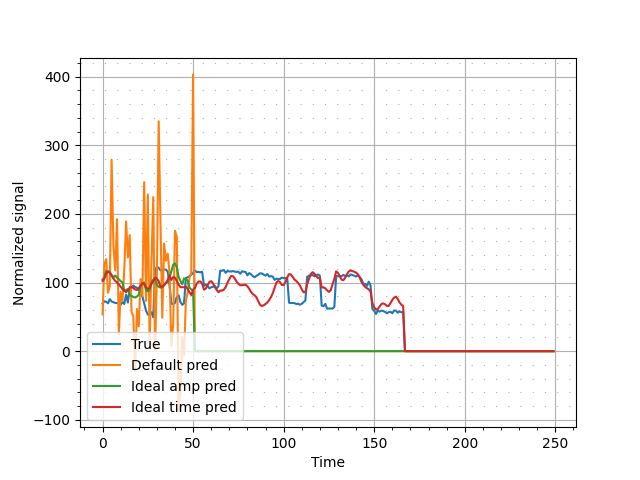 400
300
200
100
0
−100
Normalized signal
True
Default pred
Ideal amp pred
Ideal time pred
0 50 100 150 200 250
Time